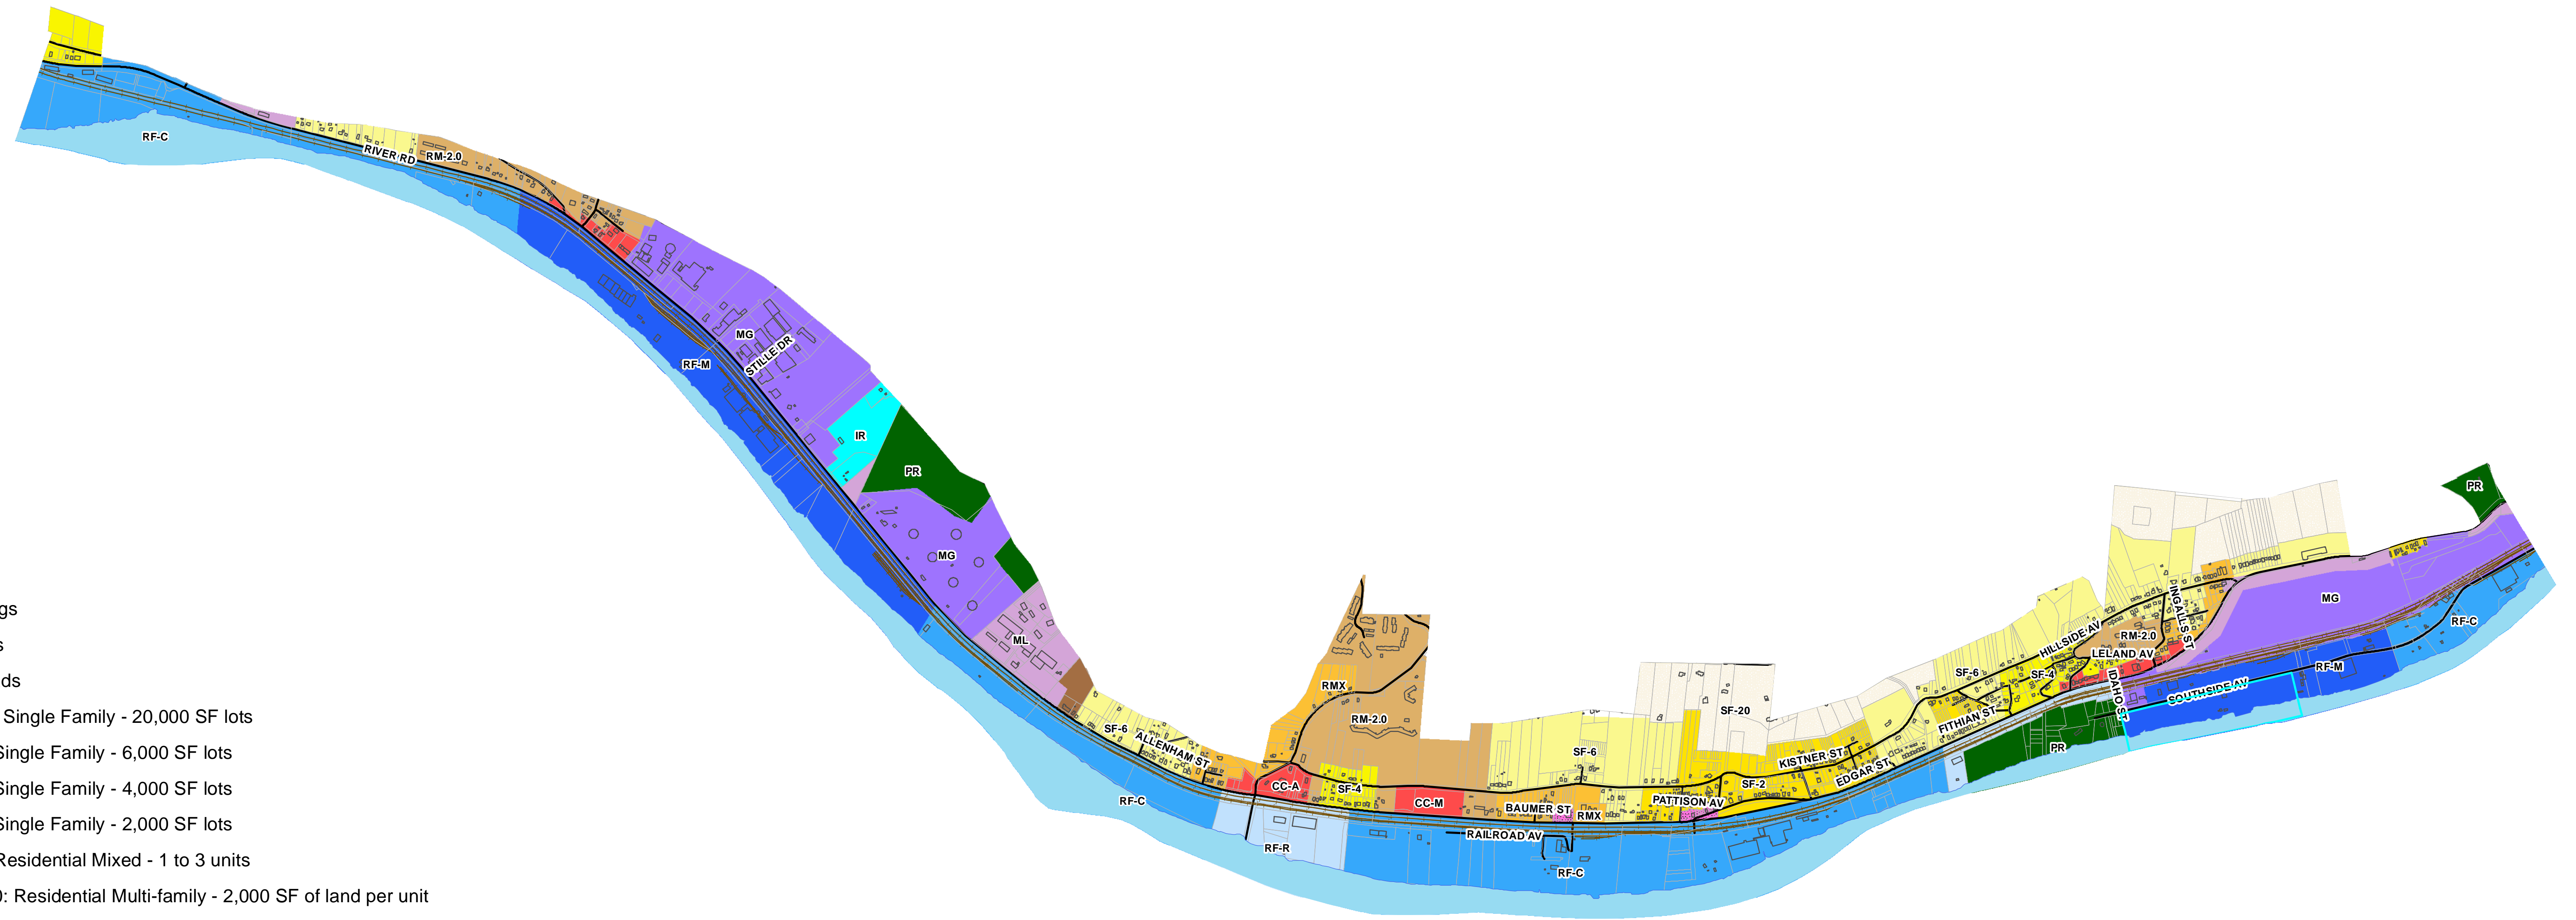 RF-C
RIVER RD
RM-2.0
MG
STILLE DR
RF-M
IR
PR
MG
ML
SF-6
ALLENHAM ST
RF-C
RMX
RM-2.0
CC-A
SF-4
CC-M
RF-R
SF-6
BAUMER ST
RMX
RAILROAD AV
RF-C
SF-20
PATTISON AV
SF-2
KISTNER ST
EDGAR ST
SF-6
HILLSIDE AV
SF-4
FITHIAN ST
INGALLS ST
RM-2.0
LELAND AV
IDAHO ST
PR
SOUTHSIDE AV
RF-M
MG
RF-C
PR
gs
s
ds
Single Family - 20,000 SF lots
Single Family - 6,000 SF lots
Single Family - 4,000 SF lots
Single Family - 2,000 SF lots
Residential Mixed - 1 to 3 units
0: Residential Multi-family - 2,000 SF of land per unit